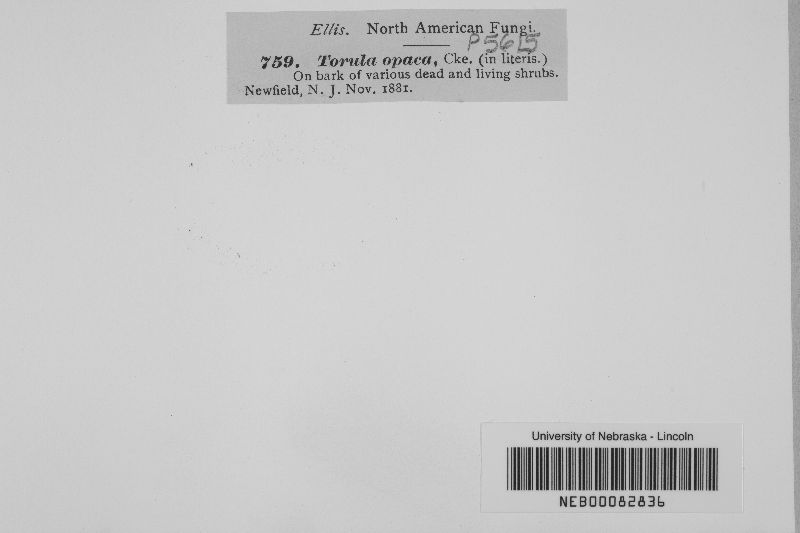 Ellis. North American Fungi.
P5615
759. Torula opaca, Cke. (in literis.)
On bark of various dead and living shrubs.
Newfield, N. J. Nov. 1881.
University of Nebraska - Lincoln
NEB00082836